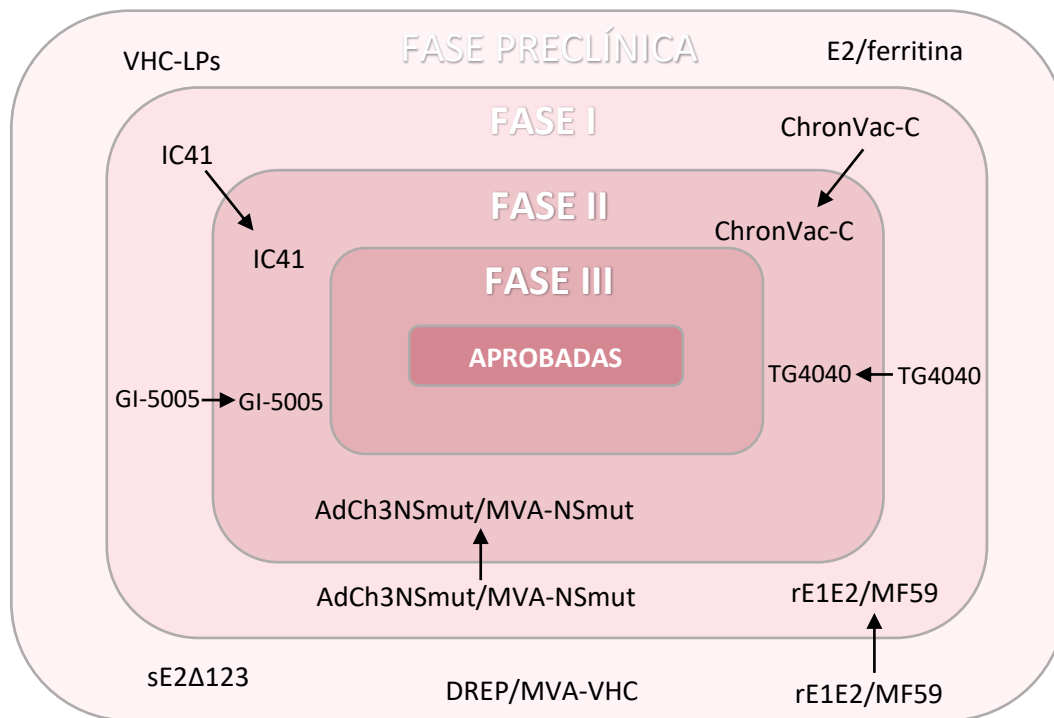 FASE PRECLÍNICA
VHC-LPs
E2/ferritina
FASE I
ChronVac-C
IC41
FASE II
ChronVac-C
IC41
FASE III
APROBADAS
TG4040
TG4040
GI-5005
GI-5005
AdCh3NSmut/MVA-NSmut
AdCh3NSmut/MVA-NSmut
rE1E2/MF59
sE2Δ123
DREP/MVA-VHC
rE1E2/MF59